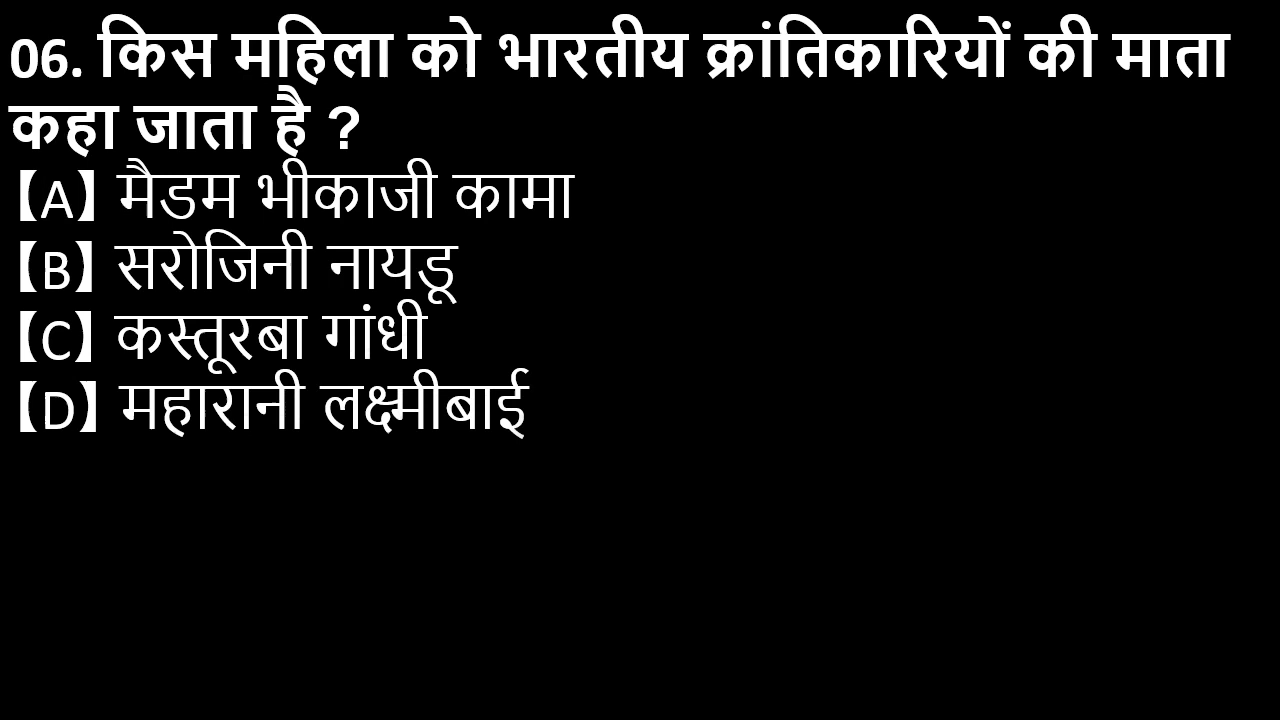 06. किस महिला को भारतीय क्रांतिकारियों की माता
कहा जाता है ?
【A】 मैडम भीकाजी कामा
【B】 सरोजिनी नायडू
【C】 कस्तूरबा गांधी
【D】 महारानी लक्ष्मीबाई